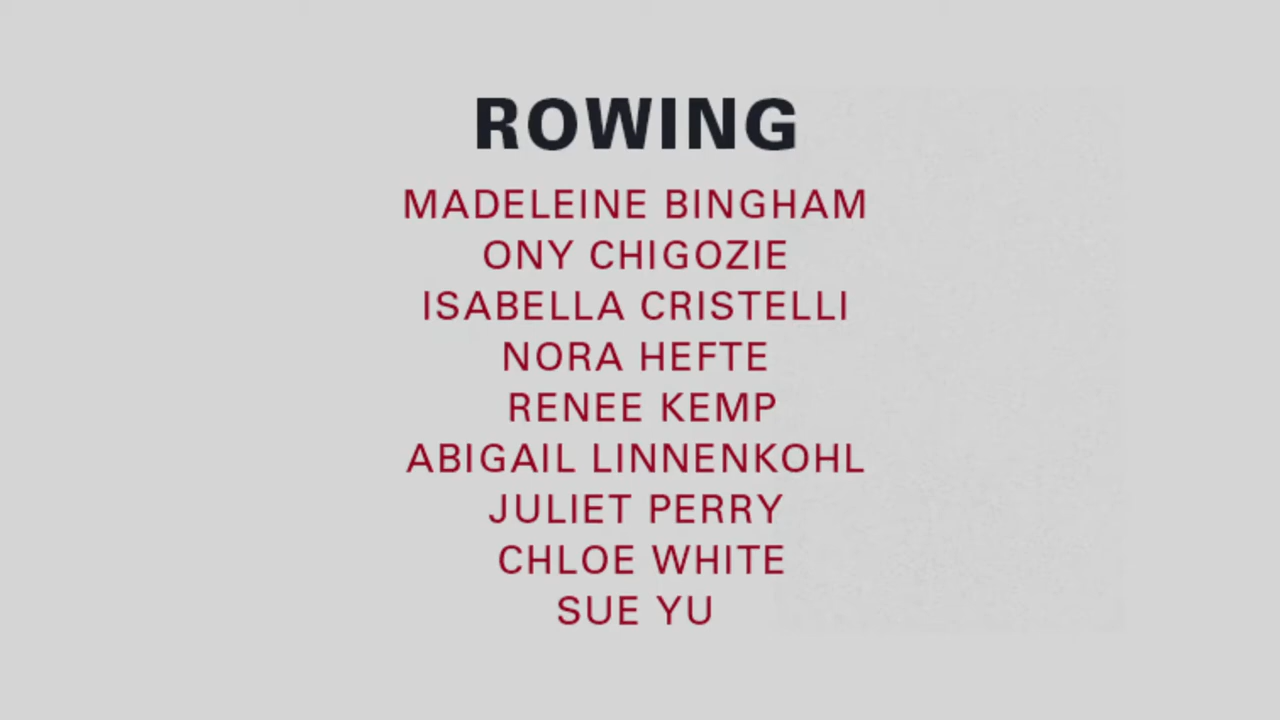 ROWING
MADELEINE BINGHAM
ONY CHIGOZIE
ISABELLA CRISTELLI
NORA HEFTE
RENEE KEMP
ABIGAIL LINNENKOHL
JULIET PERRY
CHLOE WHITE
SUE YU